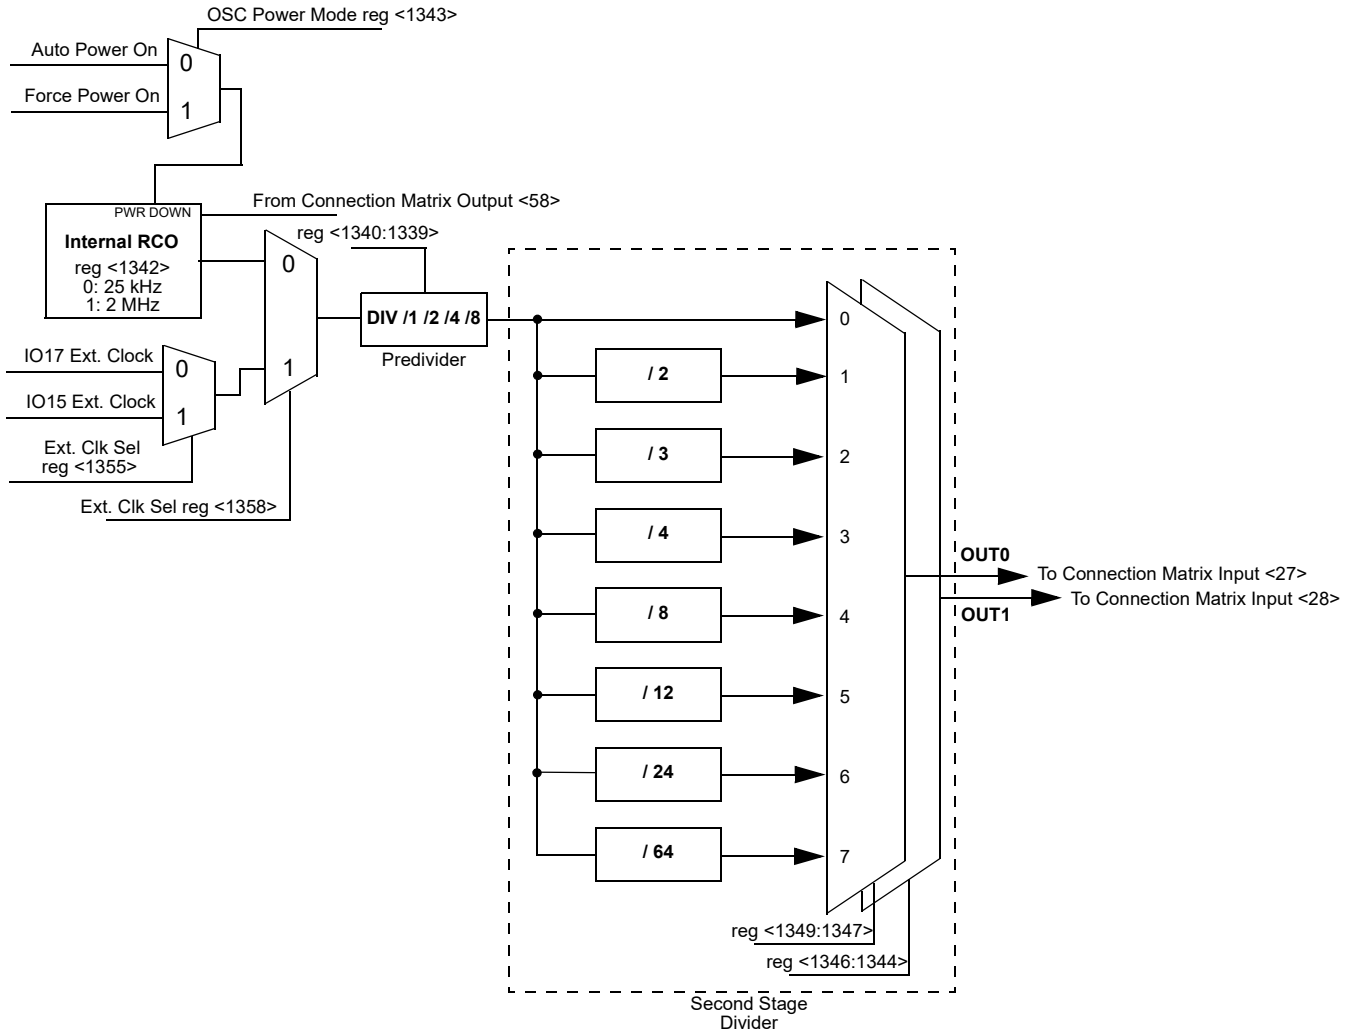 OSC Power Mode reg <1343>
Auto Power On
0
Force Power On
1
From Connection Matrix Output <58>
PWR DOWN
Internal RCO
reg <1342>
0: 25 kHz
1: 2 MHz
reg <1340:1339>
0
1
DIV /1 /2 /4 /8
Predivider
IO17 Ext. Clock
0
IO15 Ext. Clock
1
Ext. Clk Sel
reg <1355>
Ext. Clk Sel reg <1358>
0
/ 2
1
/ 3
2
/ 4
3
/ 8
4
/ 12
5
/ 24
6
/ 64
7
OUT0
To Connection Matrix Input <27>
To Connection Matrix Input <28>
OUT1
reg <1349:1347>
reg <1346:1344>
Second Stage
Divider